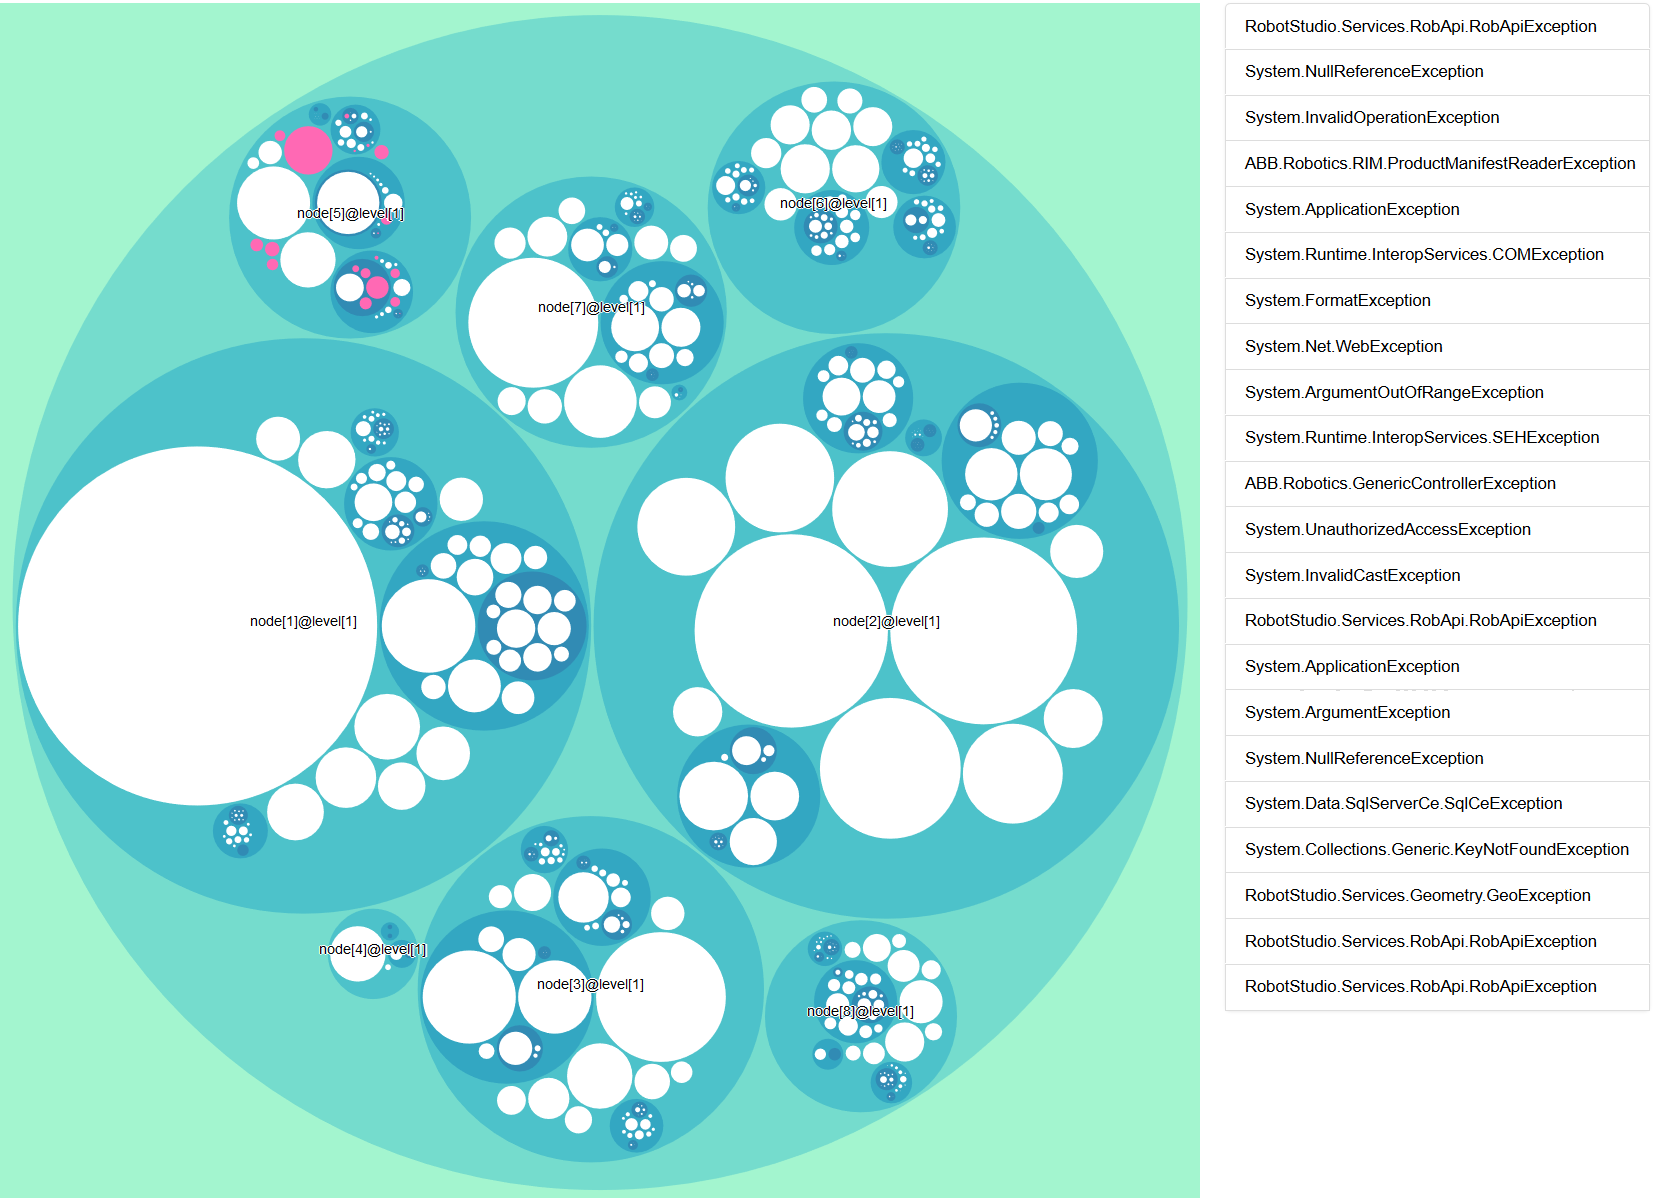 node[5]@level[1]
node[6]@level[1]
node[7]@level[1]
node[1]@level[1]
node[2]@level[1]
node[4]@level[1]
node[3]@level[1]
node[8]@level[1]
RobotStudio.Services.RobApi.RobApiException
System.NullReferenceException
System.InvalidOperationException
ABB.Robotics.RIM.ProductManifestReaderException
System.ApplicationException
System.Runtime.InteropServices.COMException
System.FormatException
System.Net.WebException
System.ArgumentOutOfRangeException
System.Runtime.InteropServices.SEHException
ABB.Robotics.GenericControllerException
System.UnauthorizedAccessException
System.InvalidCastException
RobotStudio.Services.RobApi.RobApiException
System.ApplicationException
System.ArgumentException
System.NullReferenceException
System.Data.SqlServerCe.SqlCeException
System.Collections.Generic.KeyNotFoundException
RobotStudio.Services.Geometry.GeoException
RobotStudio.Services.RobApi.RobApiException
RobotStudio.Services.RobApi.RobApiException